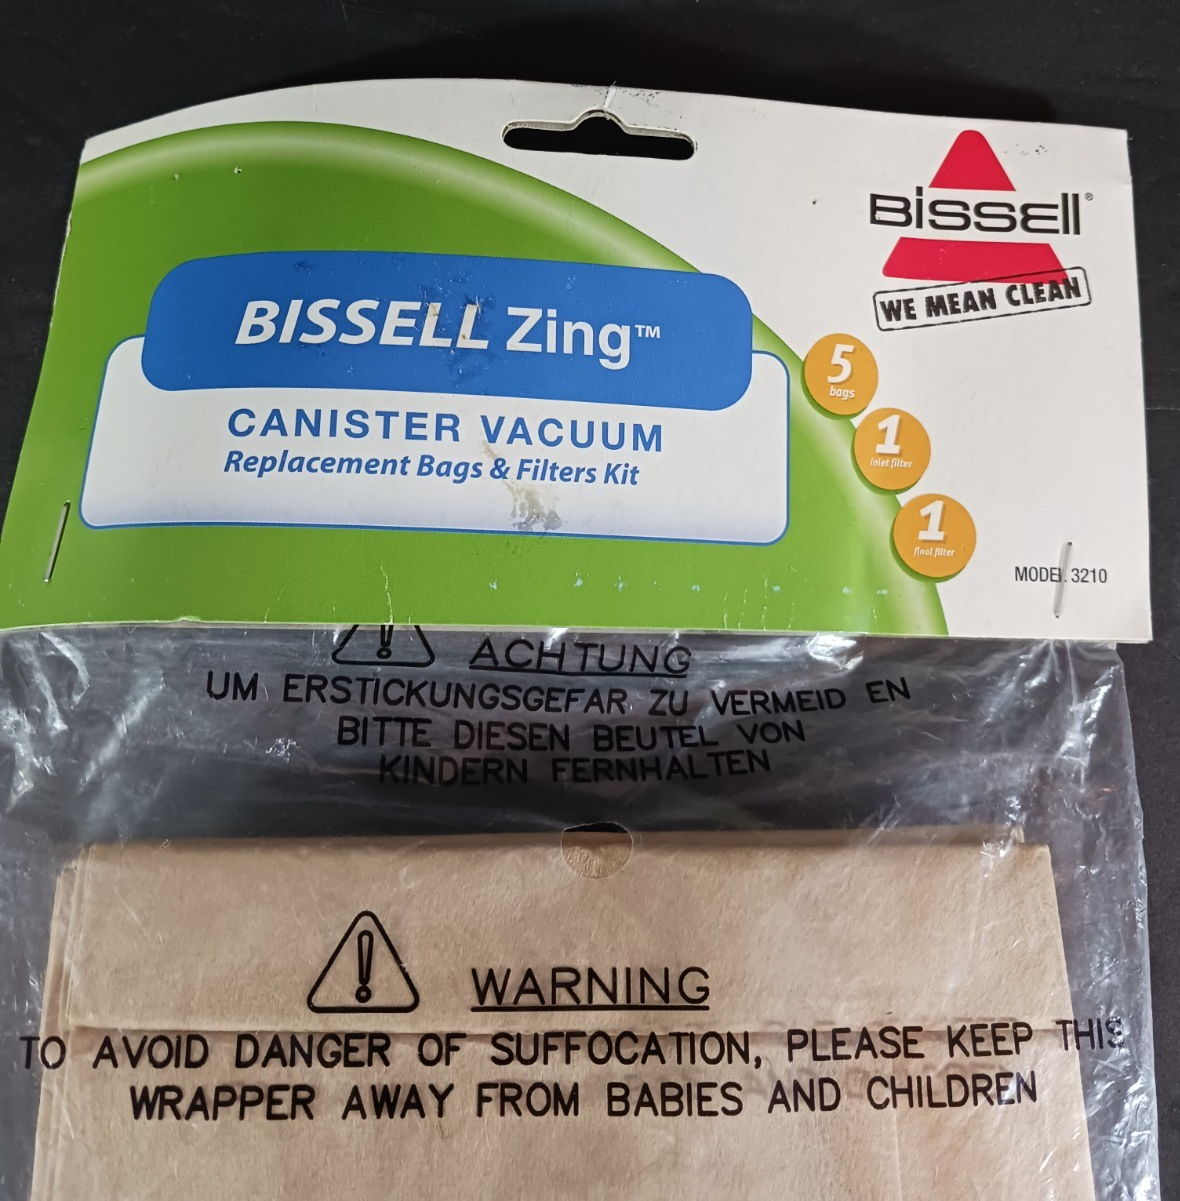 BISSELL®
WE MEAN CLEAN
BISSELL Zing™
CANISTER VACUUM
Replacement Bags & Filters Kit
5
bags
1
inlet filter
1
final filter
MODEL 3210
ACHTUNG
UM ERSTICKUNGSGEFAR ZU VERMEID EN
BITTE DIESEN BEUTEL VON
KINDERN FERNHALTEN
WARNING
TO AVOID DANGER OF SUFFOCATION, PLEASE KEEP THIS
WRAPPER AWAY FROM BABIES AND CHILDREN